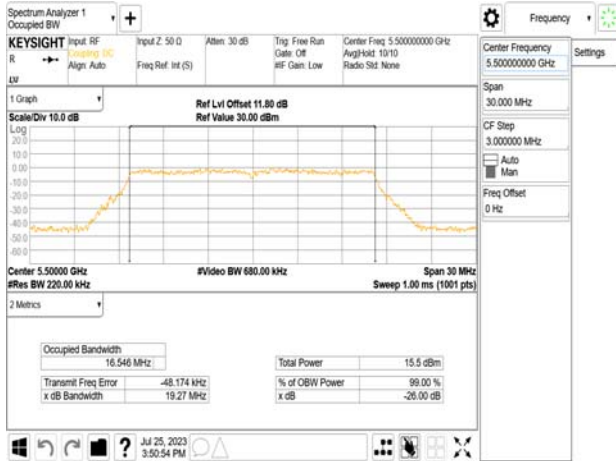 Spectrum Analyzer 1
Occupied BW
+
Frequency
Settings
KEYSIGHT
R
Input: RF
Coupling: DC
Align: Auto
Input Z: 50 Ω
Freq Ref: Int (S)
Atten: 30 dB
Trig: Free Run
Gate: Off
#IF Gain: Low
Center Freq: 5.500000000 GHz
Avg|Hold: 10/10
Radio Std: None
1 Graph
Scale/Div 10.0 dB
Ref Lvl Offset 11.80 dB
Ref Value 30.00 dBm
Log
20.0
10.0
0.00
-10.0
-20.0
-30.0
-40.0
-50.0
-60.0
Center 5.50000 GHz
#Video BW 680.00 kHz
Span 30 MHz
#Res BW 220.00 kHz
Sweep 1.00 ms (1001 pts)
2 Metrics
Occupied Bandwidth
16.546 MHz
Total Power 15.5 dBm
Transmit Freq Error -48.174 kHz
% of OBW Power 99.00 %
x dB Bandwidth 19.27 MHz
x dB -26.00 dB
Center Frequency
5.500000000 GHz
Span
30.000 MHz
CF Step
3.000000 MHz
Auto
Man
Freq Offset
0 Hz
?
Jul 25, 2023
3:50:54 PM